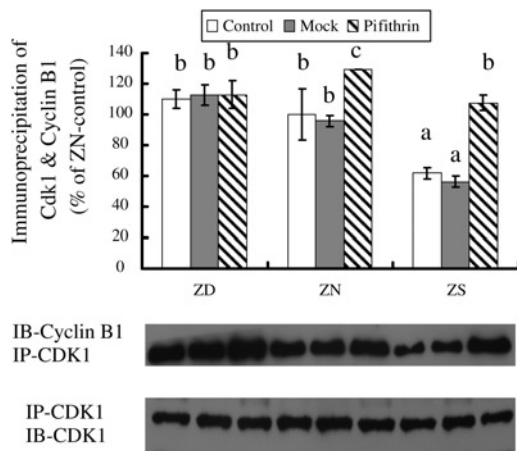 Control Mock Pifithrin
Immunoprecipitation of
Cdk1 & Cyclin B1
(% of ZN-control)
140
120
100
80
60
40
20
0
b b b b b c a a b
ZD ZN ZS
IB-Cyclin B1
IP-CDK1
IP-CDK1
IB-CDK1